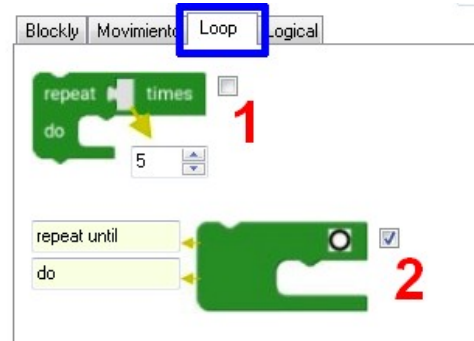 Blockly Movimiento Loop Logical
repeat times
1
do
5
repeat until
do
2